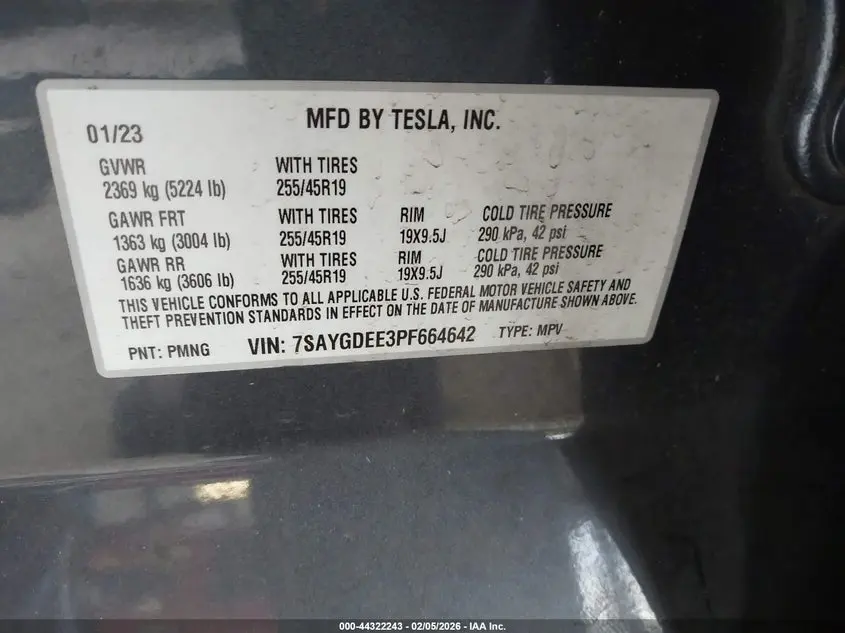 MFD BY TESLA, INC.
01/23
GVWR WITH TIRES
2369 kg (5224 lb) 255/45R19
GAWR FRT WITH TIRES RIM COLD TIRE PRESSURE
1363 kg (3004 lb) 255/45R19 19X9.5J 290 kPa, 42 psi
GAWR RR WITH TIRES RIM COLD TIRE PRESSURE
1636 kg (3606 lb) 255/45R19 19X9.5J 290 kPa, 42 psi
THIS VEHICLE CONFORMS TO ALL APPLICABLE U.S. FEDERAL MOTOR VEHICLE SAFETY AND
THEFT PREVENTION STANDARDS IN EFFECT ON THE DATE OF MANUFACTURE SHOWN ABOVE.
PNT: PMNG VIN: 7SAYGDEE3PF664642 TYPE: MPV
000-44322243 - 02/05/2026 - IAA Inc.